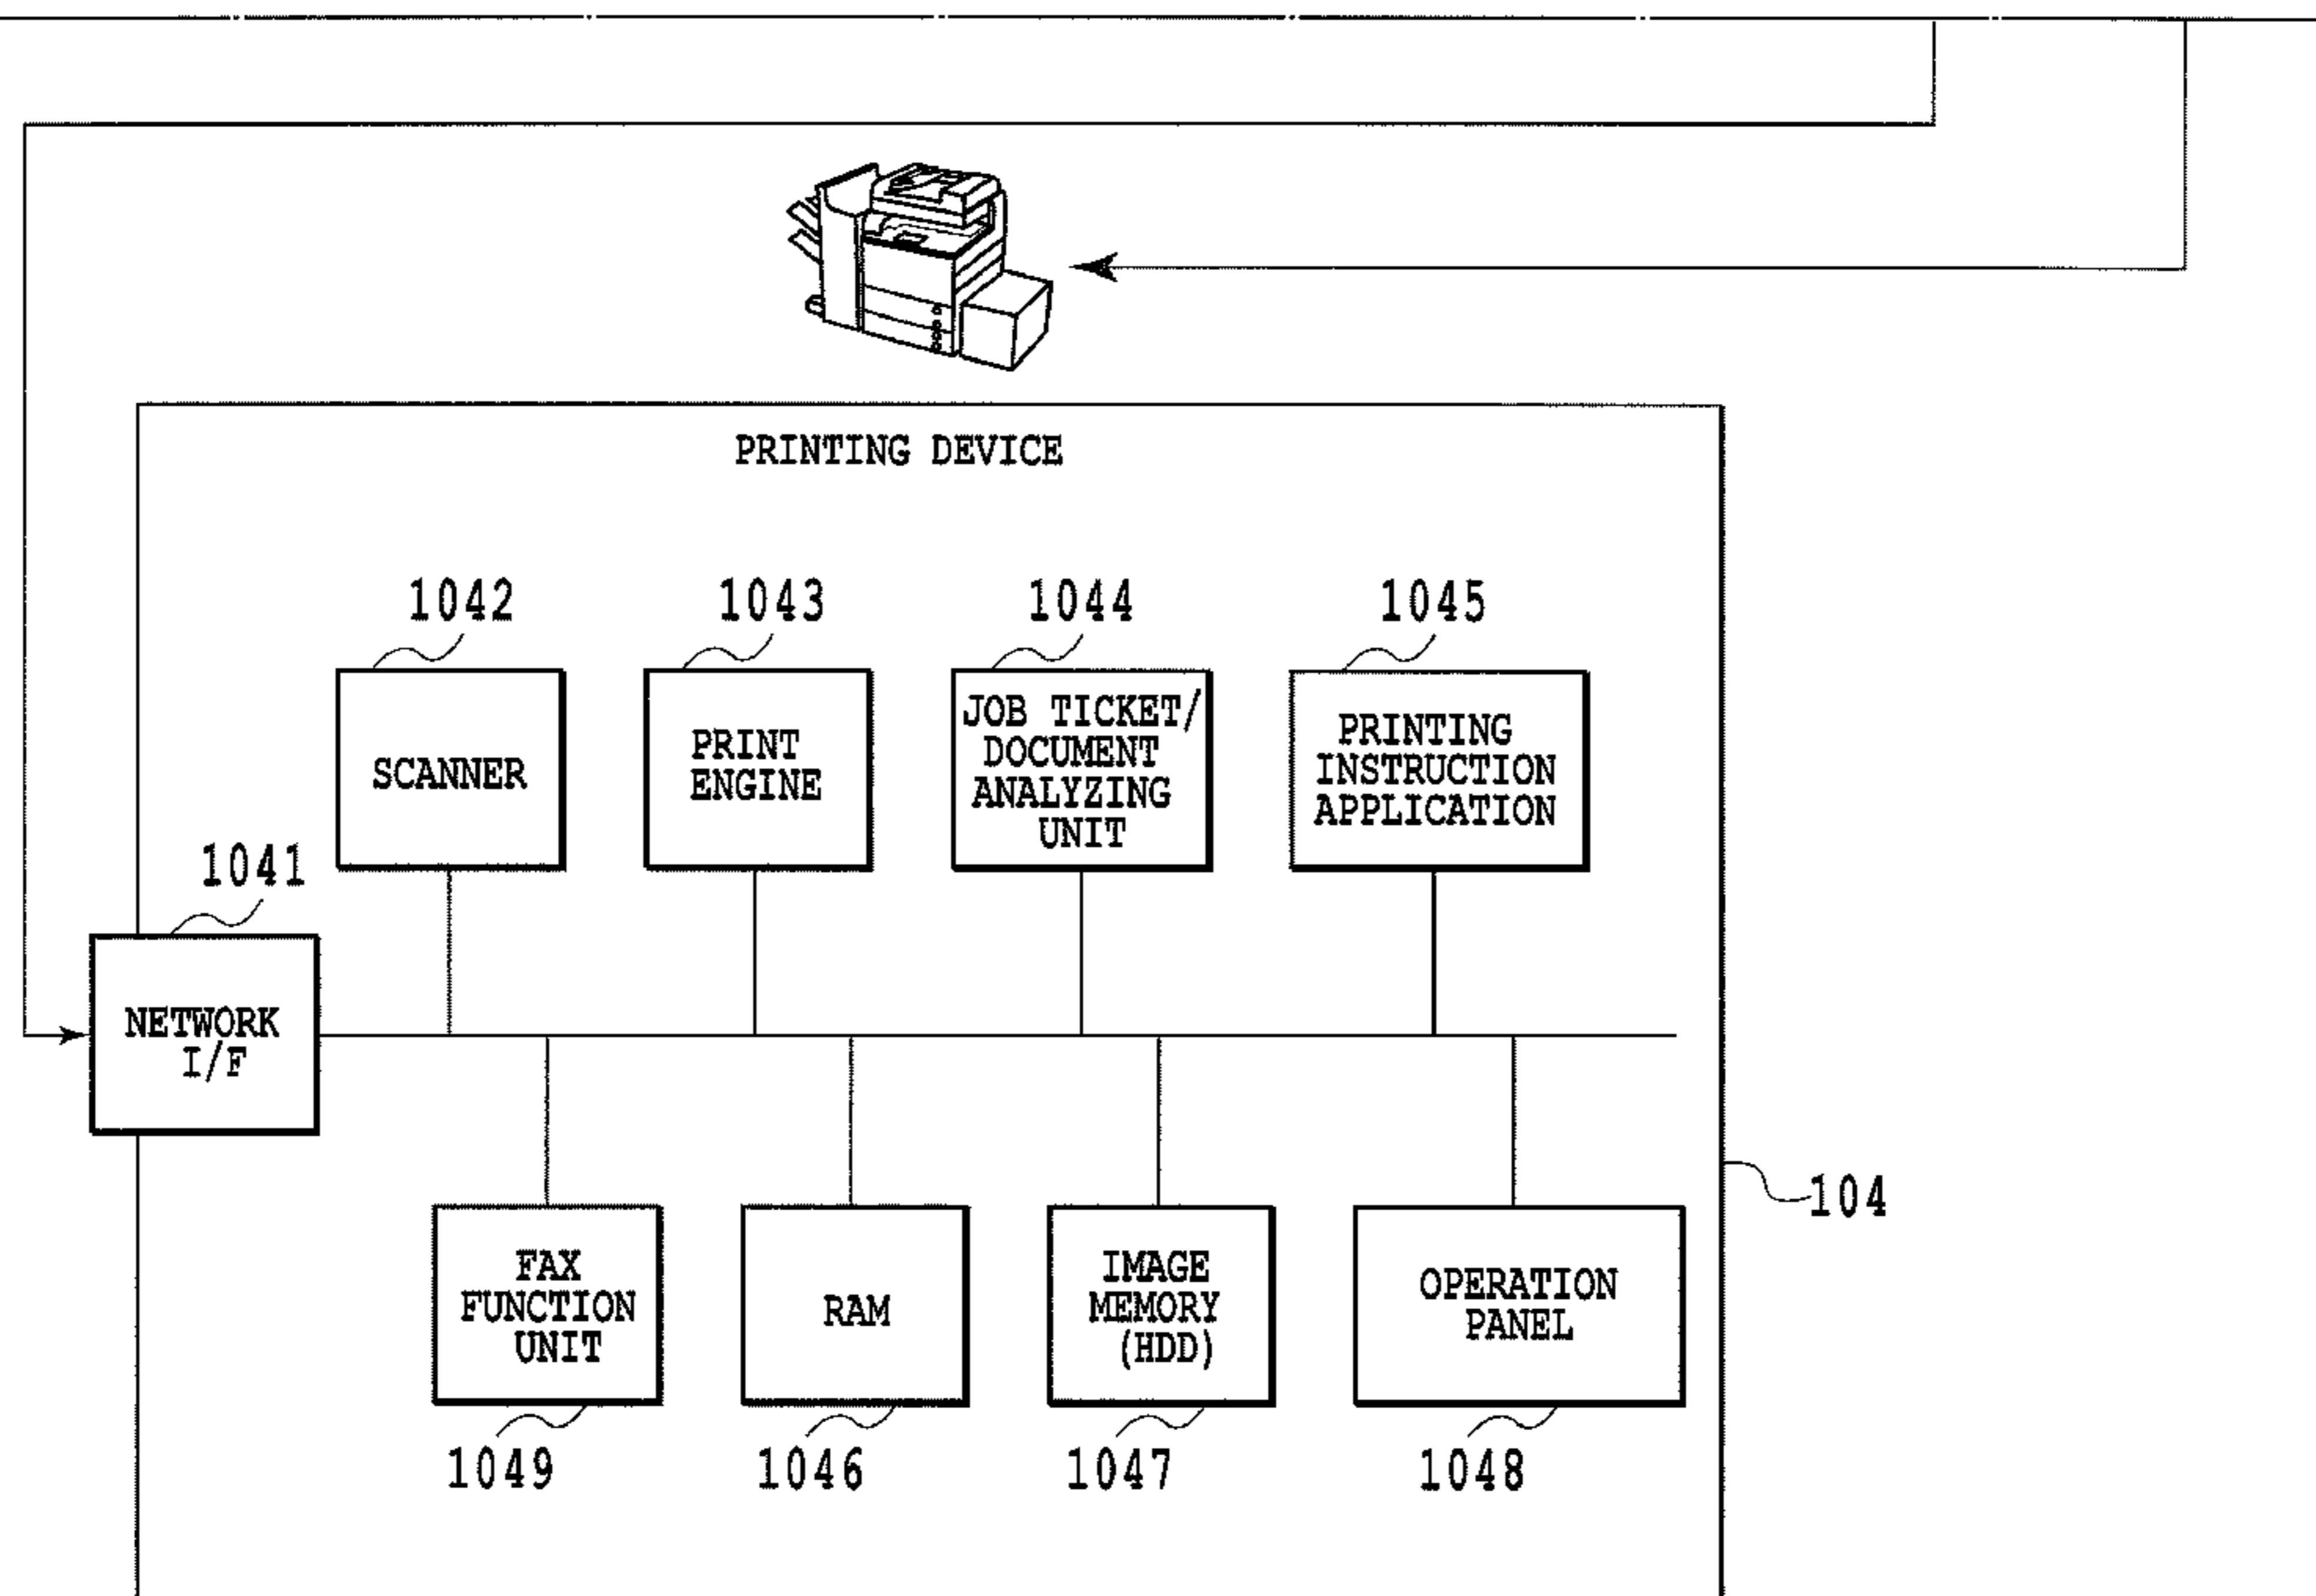 PRINTING DEVICE
1042
1043
1044
1045
SCANNER
PRINT
ENGINE
JOB TICKET/
DOCUMENT
ANALYZING
UNIT
PRINTING
INSTRUCTION
APPLICATION
1041
NETWORK
I/F
104
FAX
FUNCTION
UNIT
RAM
IMAGE
MEMORY
(HDD)
OPERATION
PANEL
1049
1046
1047
1048